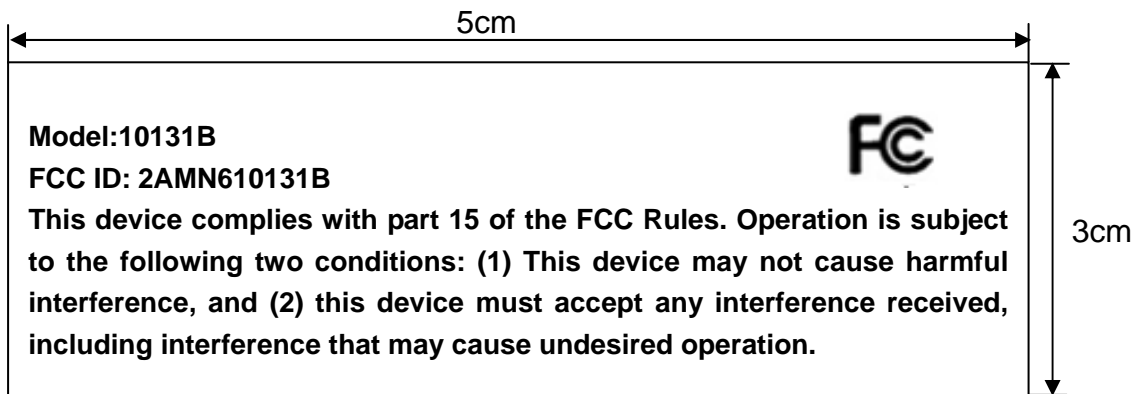 5cm
Model:10131B
FC
FCC ID: 2AMN610131B
This device complies with part 15 of the FCC Rules. Operation is subject
to the following two conditions: (1) This device may not cause harmful
interference, and (2) this device must accept any interference received,
including interference that may cause undesired operation.
3cm